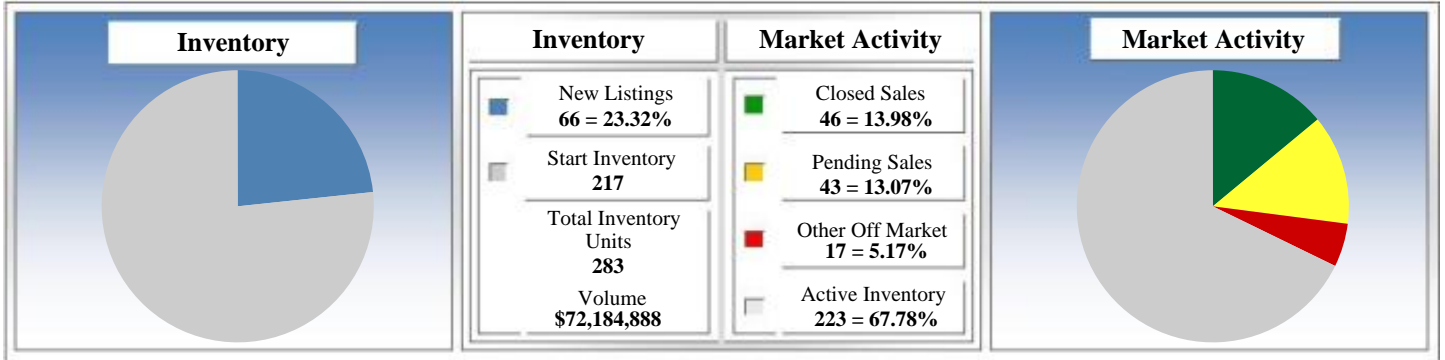 Inventory
Inventory
New Listings
66 = 23.32%
Start Inventory
217
Total Inventory
Units
283
Volume
$72,184,888
Market Activity
Closed Sales
46 = 13.98%
Pending Sales
43 = 13.07%
Other Off Market
17 = 5.17%
Active Inventory
223 = 67.78%
Market Activity